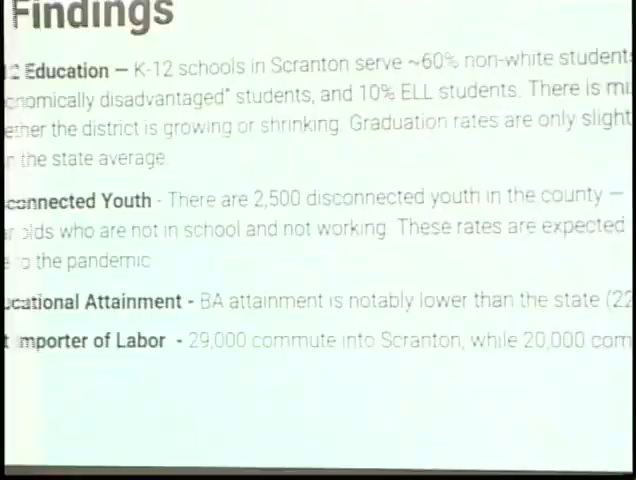 Findings
2 Education – K-12 schools in Scranton serve ~60% non-white student
onomically disadvantaged" students, and 10% ELL students. There is mi
ether the district is growing or shrinking. Graduation rates are only slight
n the state average.
connected Youth - There are 2,500 disconnected youth in the county –
r olds who are not in school and not working. These rates are expected
e to the pandemic
ucational Attainment - BA attainment is notably lower than the state (22
t Importer of Labor - 29,000 commute into Scranton, while 20,000 com